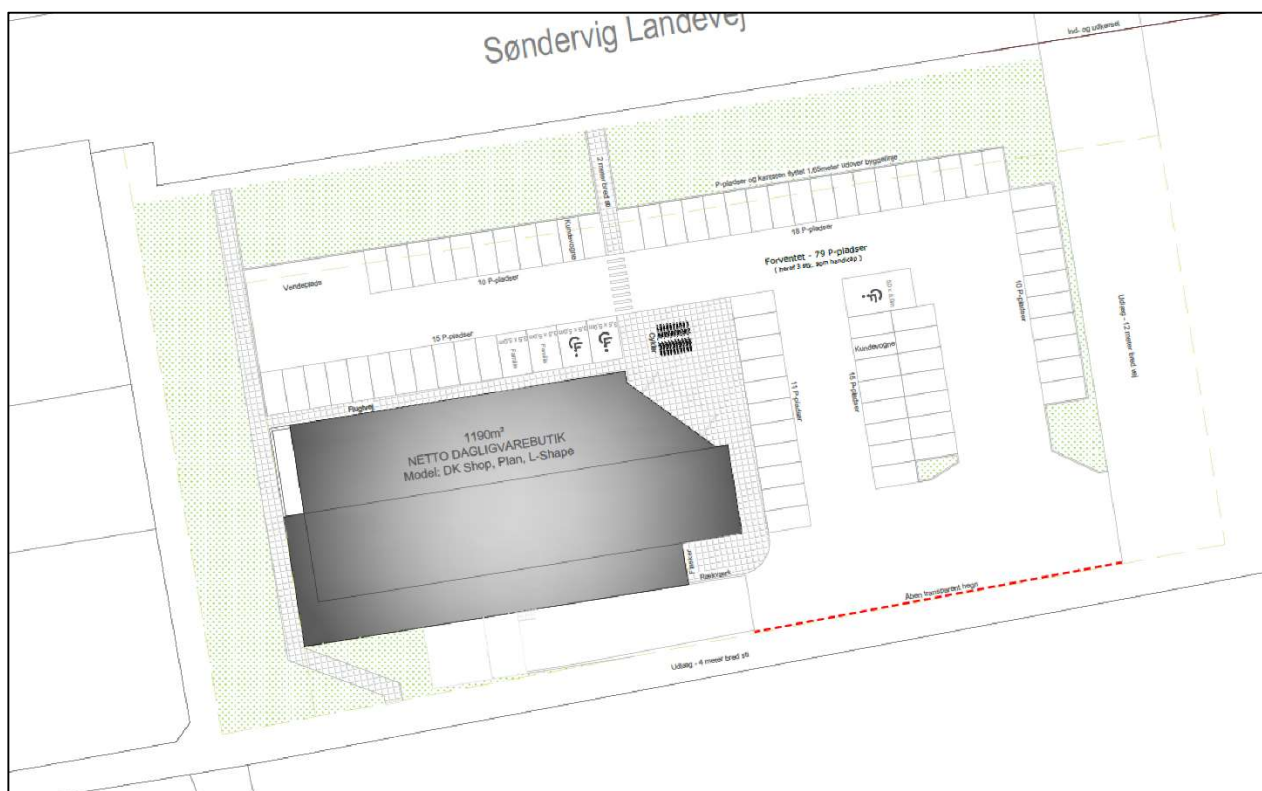 Søndervig Landevej
Ind- og udkørsel
2 meter bred sti
P-pladser og kantsten flyttet 1,65meter udover byggelinje
Kundevogne
18 P-pladser
Vendeplads
10 P-pladser
Forventet - 79 P-pladser
( heraf 3 stk. som handicap )
10 P-pladser
Udlæg - 12 meter bred vej
15 P-pladser
Familie
Familie
Cykler
Kundevogne
15 P-pladser
11 P-pladser
Flugtvej
1190m²
NETTO DAGLIGVAREBUTIK
Model; DK Shop, Plan, L-Shape
Rækværk
Åben transparent hegn
Udlæg - 4 meter bred sti